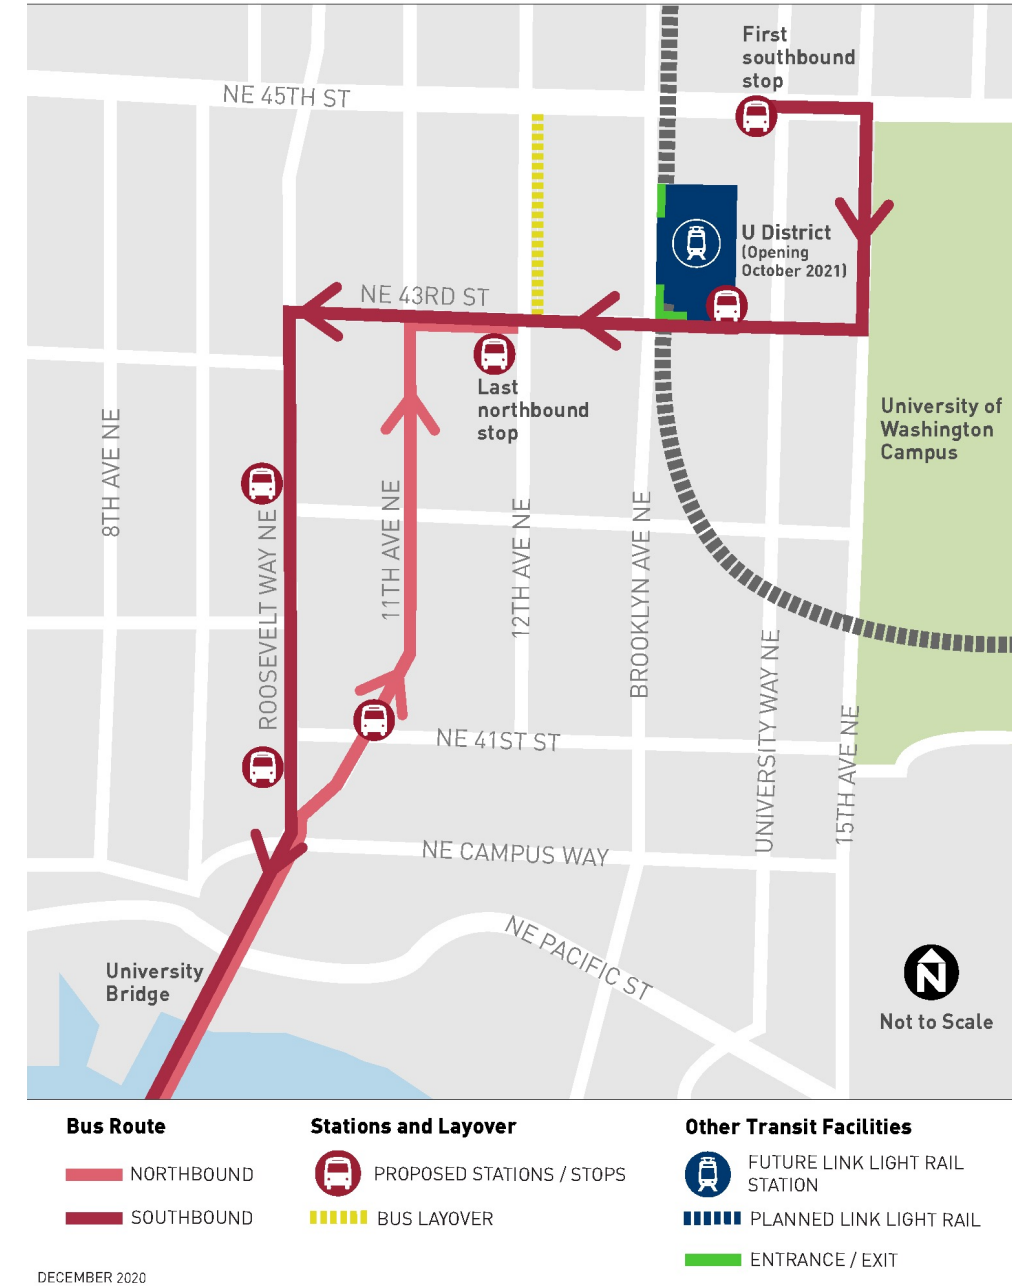 First
southbound
stop
NE 45TH ST
U District
(Opening
October 2021)
NE 43RD ST
Last
northbound
stop
University of
Washington
Campus
8TH AVE NE
ROOSEVELT WAY NE
11TH AVE NE
12TH AVE NE
BROOKLYN AVE NE
UNIVERSITY WAY NE
15TH AVE NE
NE 41ST ST
NE CAMPUS WAY
NE PACIFIC ST
University
Bridge
N
Not to Scale
Bus Route
NORTHBOUND
SOUTHBOUND
Stations and Layover
PROPOSED STATIONS / STOPS
BUS LAYOVER
Other Transit Facilities
FUTURE LINK LIGHT RAIL
STATION
PLANNED LINK LIGHT RAIL
ENTRANCE / EXIT
DECEMBER 2020